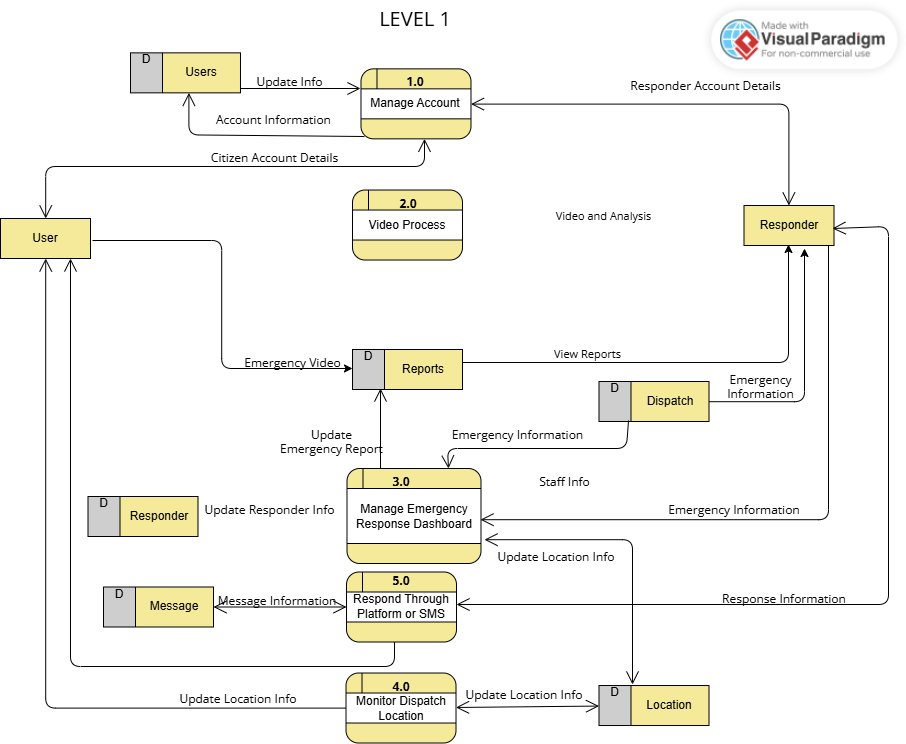 LEVEL 1
Made with
VisualParadigm
For non-commercial use
D
Users
Update Info
1.0
Manage Account
Responder Account Details
Account Information
Citizen Account Details
2.0
Video Process
Video and Analysis
User
Responder
Emergency Video
D
Reports
View Reports
D
Dispatch
Emergency
Information
Update
Emergency Report
Emergency Information
3.0
Manage Emergency
Response Dashboard
Staff Info
D
Responder
Update Responder Info
Emergency Information
Update Location Info
5.0
Respond Through
Platform or SMS
D
Message
Message Information
Response Information
4.0
Monitor Dispatch
Location
Update Location Info
Update Location Info
D
Location